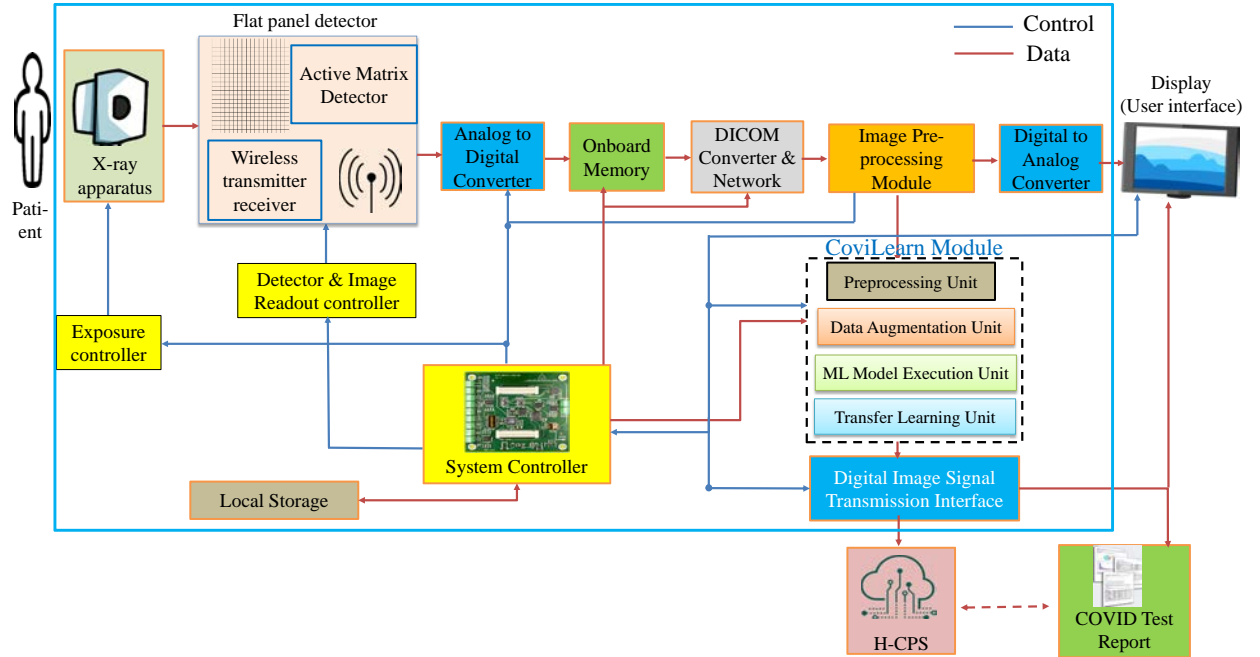 Flat panel detector
Control
Data
Active Matrix
Detector
Wireless
transmitter
receiver
X-ray
apparatus
Pati-
ent
Analog to
Digital
Converter
Onboard
Memory
DICOM
Converter &
Network
Image Pre-
processing
Module
Digital to
Analog
Converter
Display
(User interface)
Detector & Image
Readout controller
Exposure
controller
CoviLearn Module
Preprocessing Unit
Data Augmentation Unit
ML Model Execution Unit
Transfer Learning Unit
System Controller
Local Storage
Digital Image Signal
Transmission Interface
H-CPS
COVID Test
Report